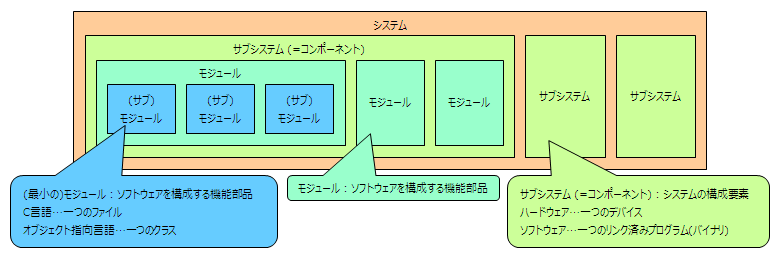 システム
サブシステム (=コンポーネント)
モジュール
(サブ)
モジュール
(サブ)
モジュール
(サブ)
モジュール
モジュール
モジュール
サブシステム
サブシステム
(最小の)モジュール：ソフトウェアを構成する機能部品
C言語…一つのファイル
オブジェクト指向言語…一つのクラス
モジュール：ソフトウェアを構成する機能部品
サブシステム (=コンポーネント)：システムの構成要素
ハードウェア…一つのデバイス
ソフトウェア…一つのリンク済みプログラム(バイナリ)